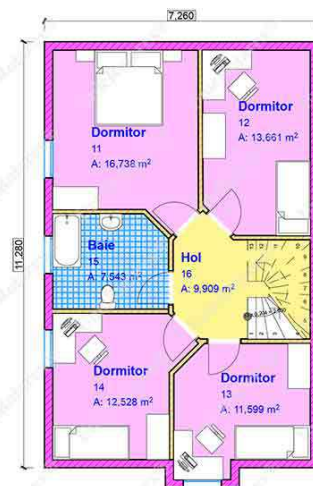 7,260
Dormitor
11
A: 16,738 m²
Dormitor
12
A: 13,661 m²
11,280
Baie
15
A: 7,543 m²
Hol
16
A: 9,909 m²
Dormitor
14
A: 12,528 m²
Dormitor
13
A: 11,599 m²